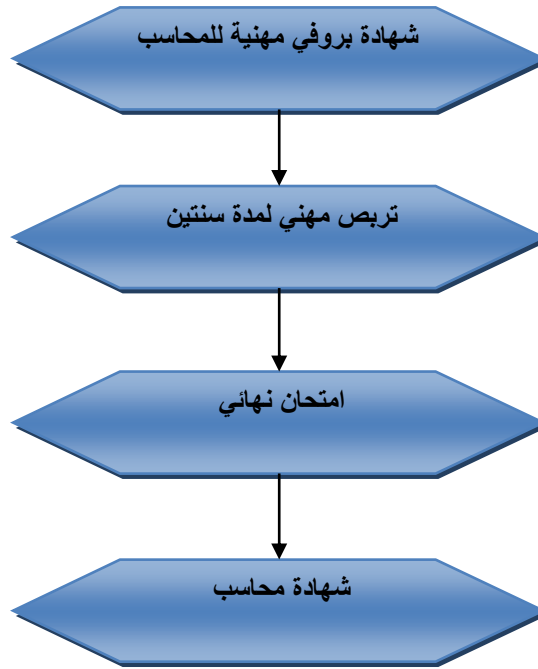 شهادة بروفي مهنية للمحاسب
تربص مهني لمدة سنتين
امتحان نهائي
شهادة محاسب